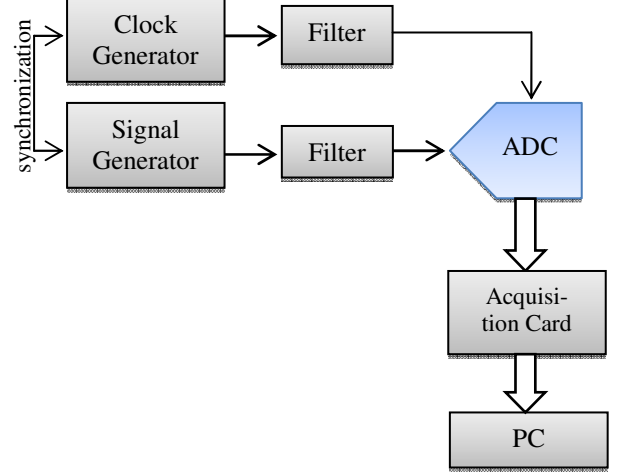 synchronization
Clock
Generator
Filter
Signal
Generator
Filter
ADC
Acquisi-
tion Card
PC